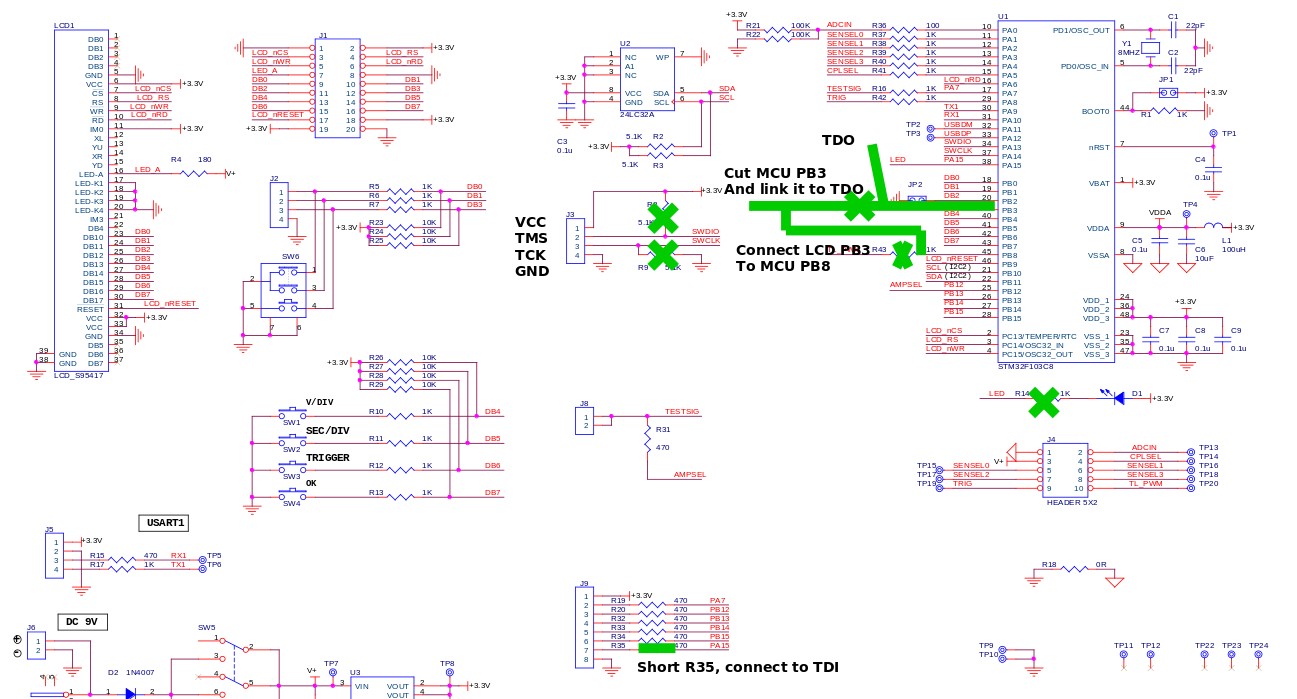 LCD1
DB0 1
DB1 2
DB2 3
DB3 4
GND 5
VCC 6 +3.3V
CS 7 LCD_nCS
RS 8 LCD_RS
WR 9 LCD_nWR
RD 10 LCD_nRD
IM0 11 +3.3V
XL 12
YU 13
XR 14
YD 15
LED-A 16 LED_A R4 180 V+
LED-K1 17
LED-K2 18
LED-K3 19
LED-K4 20
IM3 21
DB4 22
DB10 23 DB0
DB11 24 DB1
DB12 25 DB2
DB13 26 DB3
DB14 27 DB4
DB15 28 DB5
DB16 29 DB6
DB17 30 DB7
RESET 31 LCD_nRESET
VCC 32 +3.3V
VCC 33
GND 34
DB5 35
39 GND DB6 36
38 GND DB7 37
LCD_S95417
J1
1 2
LCD_nCS 3 4 LCD_RS +3.3V
LCD_nWR 5 6 LCD_nRD
LED_A 7 8
DB0 9 10 DB1
DB2 11 12 DB3
DB4 13 14 DB5
DB6 15 16 DB7
LCD_nRESET 17 18 +3.3V
+3.3V 19 20
J2
1 R5 1K DB0
2 R6 1K DB1
3 R7 1K DB3
4 +3.3V R23 10K
10K
R25 10K
SW6
1
2
3
5 4
7 6
+3.3V R26 10K
R27 10K
R28 10K
R29 10K
V/DIV
SW1 R10 1K DB4
SEC/DIV
SW2 R11 1K DB5
TRIGGER
SW3 R12 1K DB6
OK
SW4 R13 1K DB7
USART1
J5
1 +3.3V
2
3 R15 470 RX1 TP5
4 R17 1K TX1 TP6
DC 9V
J6
1
2
D2 1N4007
1 1 2
SW5
1 2
3
4 5
6
V+ TP7 TP8
U3
3 VIN VOUT 2 +3.3V
VOUT 4
U2
1 NC WP 7
2 A1
3 NC
+3.3V
8 VCC SDA 5 SDA
4 GND SCL 6 SCL
24LC32A
C3
0.1u
+3.3V 5.1K R2
5.1K R3
VCC
TMS
TCK
GND
J3
1 +3.3V
2 SWDIO
3 SWCLK
4
TDO
Cut MCU PB3
And link it to TDO
Connect LCD PB3
To MCU PB8
+3.3V
R21 100K
R22 100K
U1
ADCIN R36 100 10 PA0
SENSEL0 R37 1K 11 PA1
SENSEL1 R38 1K 12 PA2
SENSEL2 R39 1K 13 PA3
SENSEL3 R40 1K 14 PA4
CPLSEL R41 1K 15 PA5
LCD_nRD 16 PA6
TESTSIG R16 1K PA7 17 PA7
TRIG R42 1K 29 PA8
TX1 30 PA9
RX1 31 PA10
TP2 USBDM 32 PA11
TP3 USBDP 33 PA12
SWDIO 34 PA13
SWCLK 37 PA14
LED PA15 38 PA15
DB0 18 PB0
DB1 19 PB1
JP2 DB2 20 PB2
PB3
DB4 40 PB4
DB5 41 PB5
DB6 42 PB6
DB7 43 PB7
R43 1K 45 PB8
LCD_nRESET 46 PB9
SCL (I2C2) 21 PB10
SDA (I2C2) 22 PB11
AMPSEL PB12 25 PB12
PB13 26 PB13
PB14 27 PB14
PB15 28 PB15
LCD_nCS 2 PC13/TEMPER/RTC
LCD_RS 3 PC14/OSC32_IN
LCD_nWR 4 PC15/OSC32_OUT
STM32F103C8
PD1/OSC_OUT 6
PD0/OSC_IN 5
BOOT0 44
nRST 7
VBAT 1 +3.3V
VDDA 9
VSSA 8
VDD_1 24
VDD_2 36
VDD_3 48
VSS_1 23
VSS_2 35
VSS_3 47
C1
22pF
Y1
8MHZ
C2
22pF
JP1
+3.3V
R1 1K
TP1
C4
0.1u
VDDA TP4
+3.3V
L1
100uH
C5
0.1u
C6
10uF
+3.3V
C7
0.1u
C8
0.1u
C9
0.1u
LED R14 1K D1 +3.3V
J8
1
2
TESTSIG
R31
470
AMPSEL
J4
1 2 ADCIN TP13
V+ 3 4 CPLSEL TP14
TP15 SENSEL0 5 6 SENSEL1 TP16
TP17 SENSEL2 7 8 SENSEL3 TP18
TP19 TRIG 9 10 TL_PWM TP20
HEADER 5X2
R18 0R
J9
1 +3.3V
2 R19 470 PA7
3 R20 470 PB12
4 R32 470 PB13
5 R33 470 PB14
6 R34 470 PB15
7 R35 470 PA15
8
Short R35, connect to TDI
TP9
TP10
TP11 TP12 TP22 TP23 TP24